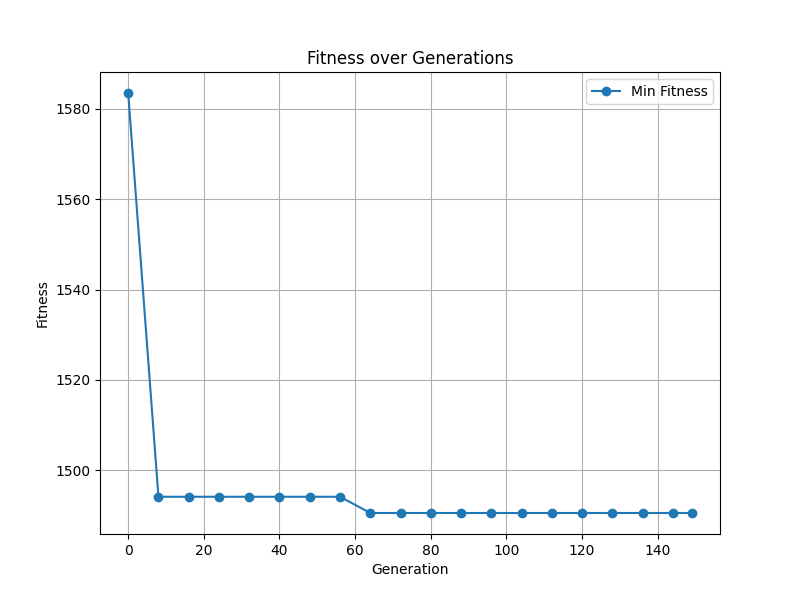 Fitness over Generations
Min Fitness
1580
1560
1540
1520
1500
Fitness
0 20 40 60 80 100 120 140
Generation